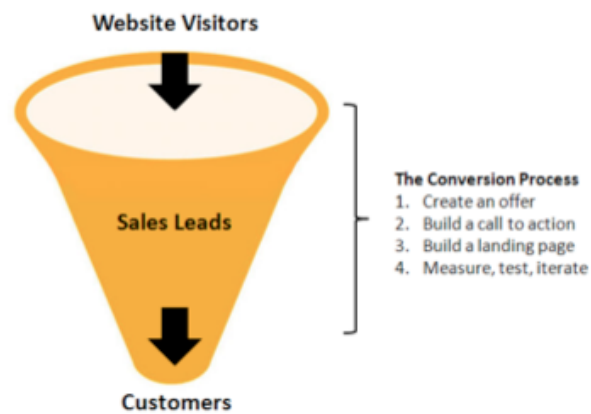 Website Visitors
Sales Leads
The Conversion Process
1. Create an offer
2. Build a call to action
3. Build a landing page
4. Measure, test, iterate
Customers